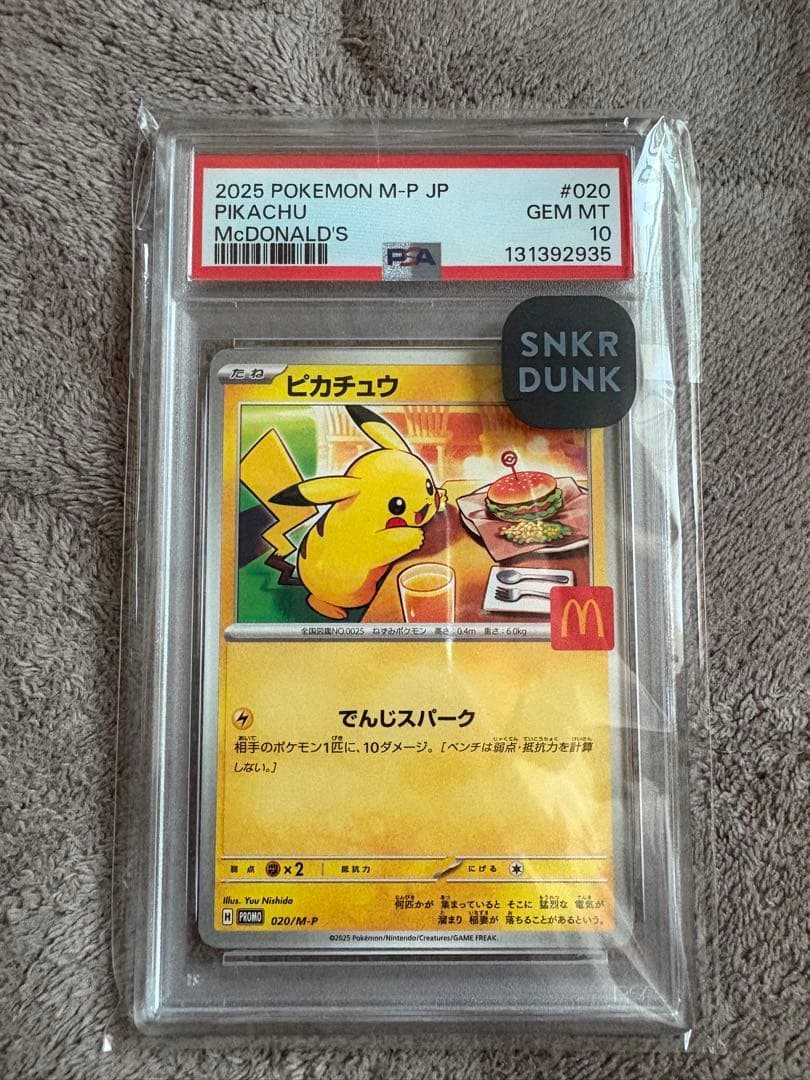 2025 POKEMON M-P JP #020
PIKACHU GEM MT
McDONALD'S 10
131392935
PSA
SNKR
DUNK
たね ピカチュウ
全国図鑑NO.0025 ねずみポケモン 高さ:0.4m 重さ:6.0kg
でんじスパーク
相手のポケモン1匹に、10ダメージ。[ベンチは弱点・抵抗力を計算
しない。]
弱点 ×2 抵抗力 にげる
Illus. Yuu Nishida
何匹かが 集まっていると そこに 猛烈な 電気が
溜まり 稲妻が 落ちることがあるという。
H PROMO 020/M-P
©2025 Pokémon/Nintendo/Creatures/GAME FREAK.